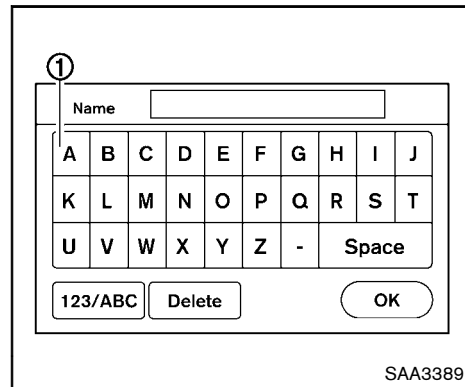 ①
Name
A B C D E F G H I J
K L M N O P Q R S T
U V W X Y Z - Space
123/ABC Delete OK
SAA3389